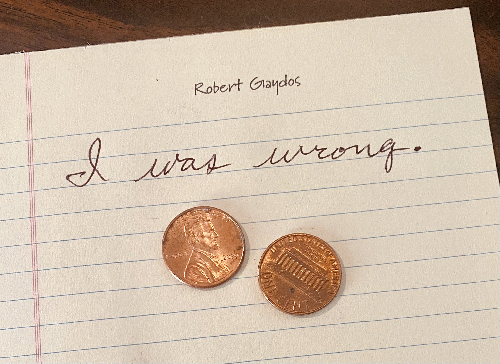 Robert Gaydos
I was wrong.